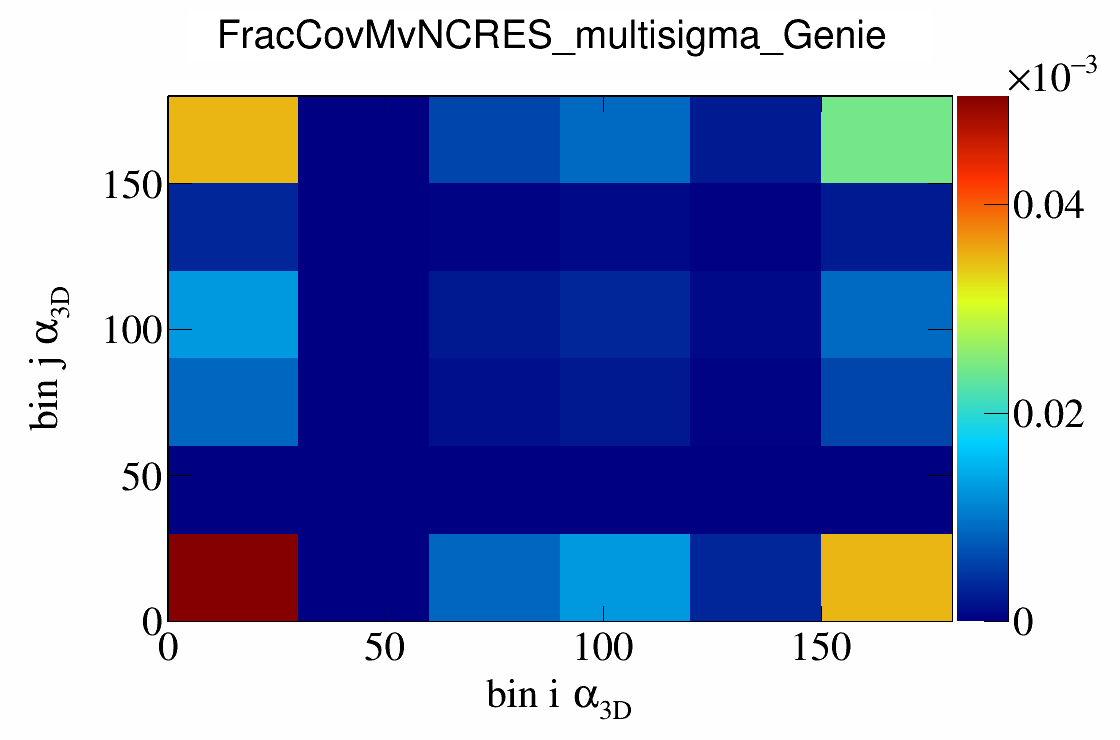 FracCovMvNCRES_multisigma_Genie
×10⁻³
150
100
50
0
0.04
0.02
0
0 50 100 150
bin j α3D
bin i α3D